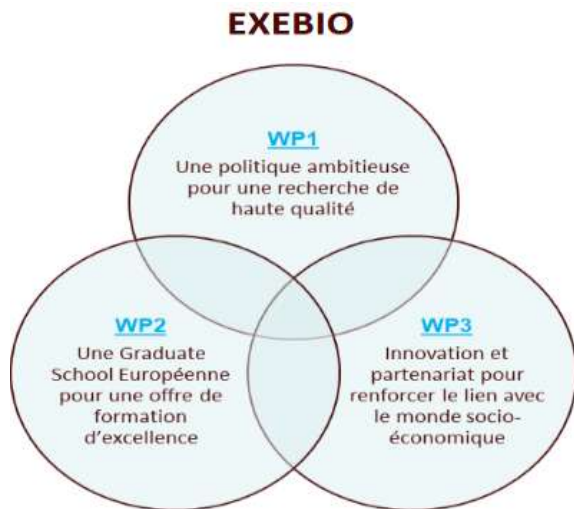 EXEBIO
WP1
Une politique ambitieuse
pour une recherche de
haute qualité
WP2
Une Graduate
School Européenne
pour une offre de
formation
d'excellence
WP3
Innovation et
partenariat pour
renforcer le lien avec
le monde socio-
économique